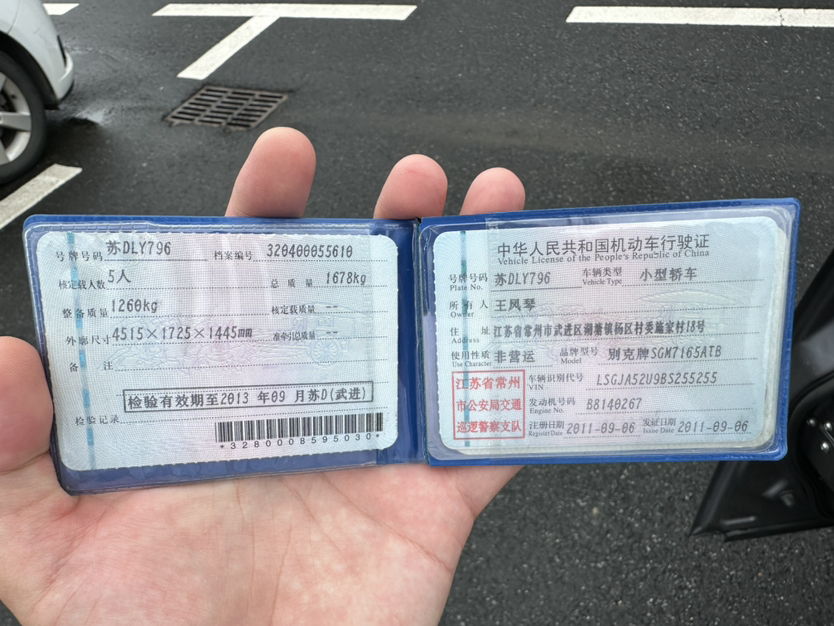 号牌号码 苏DLY796 档案编号 320400055610
核定载人数 5人 总质量 1678kg
整备质量 1260kg 核定载质量 --
外廓尺寸 4515×1725×1445mm 准牵引总质量 --
备注
检验有效期至2013 年09 月苏D(武进)
检验记录
*3280008595030*
中华人民共和国机动车行驶证
Vehicle License of the People's Republic of China
号牌号码 苏DLY796 车辆类型 小型轿车
Plate No. Vehicle Type
所有人 王凤琴
Owner
住址 江苏省常州市武进区湖塘镇杨区村委施家村18号
Address
使用性质 非营运 品牌型号 别克牌SGM7165ATB
Use Character Model
江苏省常州
市公安局交通
巡逻警察支队
车辆识别代号 LSGJA52U9BS255255
VIN
发动机号码 B8140267
Engine No.
注册日期 2011-09-06 发证日期 2011-09-06
Register Date Issue Date